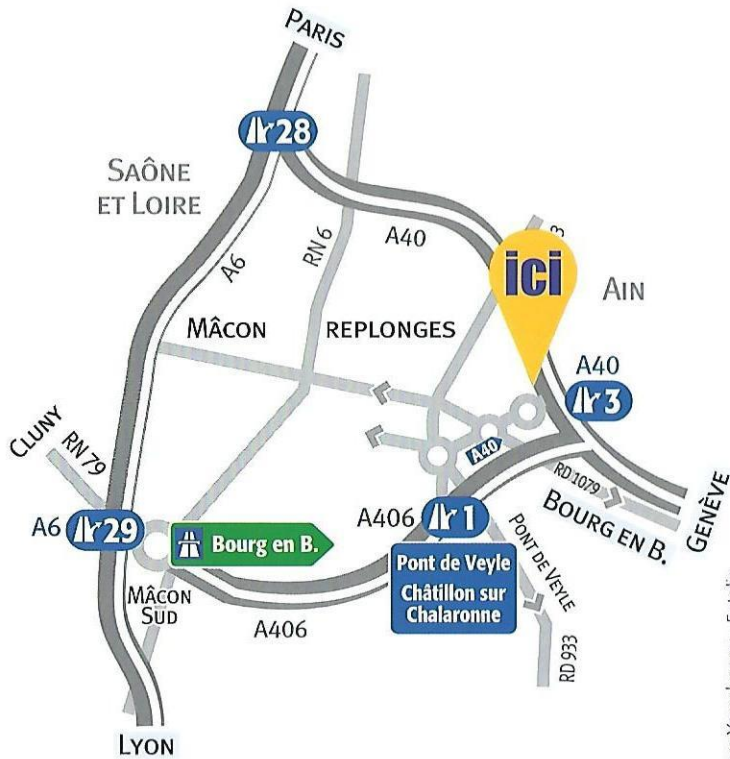 PARIS
28
SAÔNE
ET LOIRE
RN 6
A40
A6
3
ici
AIN
MÂCON
REPLONGES
A40
3
CLUNY
RN 79
A40
RD 1079
GENÈVE
A6
29
Bourg en B.
A406
1
BOURG EN B.
Pont de Veyle
Châtillon sur
Chalaronne
PONT DE VEYLE
MÂCON
SUD
A406
RD 933
LYON